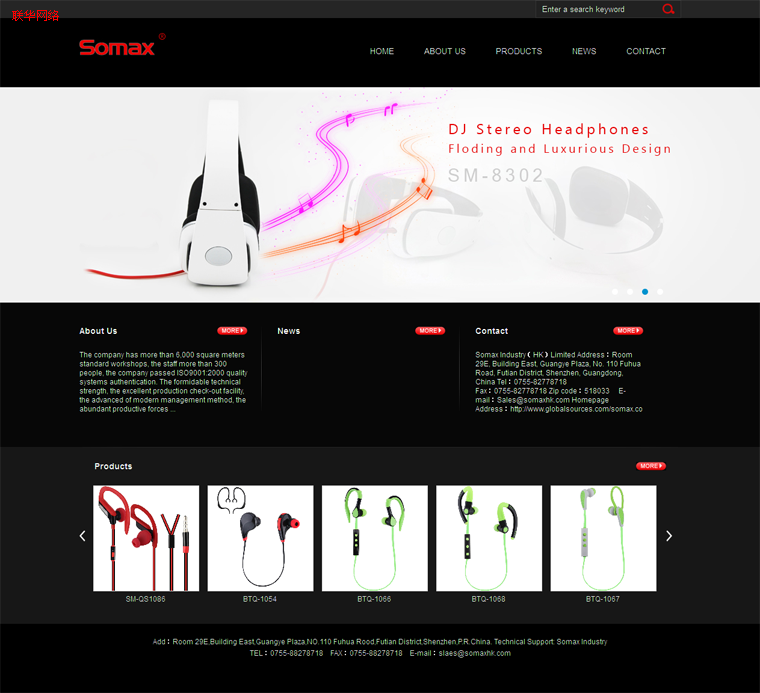 联华网络
Enter a search keyword
Somax®
HOME ABOUT US PRODUCTS NEWS CONTACT
DJ Stereo Headphones
Floding and Luxurious Design
SM-8302
About Us MORE
The company has more than 6,000 square meters
standard workshops, the staff more than 300
people, the company passed ISO9001:2000 quality
systems authentication. The formidable technical
strength, the excellent production check-out facility,
the advanced of modern management method, the
abundant productive forces ...
News MORE
Contact MORE
Somax Industry（HK）Limited Address：Room
29E, Building East, Guangye Plaza, No. 110 Fuhua
Road, Futian District, Shenzhen, Guangdong,
China Tel：0755-82778718
Fax：0755-82778718 Zip code：518033 E-
mail：Sales@somaxhk.com Homepage
Address：http://www.globalsources.com/somax.co
Products MORE
SM-QS1086
BTQ-1054
BTQ-1066
BTQ-1068
BTQ-1067
Add：Room 29E,Building East,Guangye Plaza,NO.110 Fuhua Rood,Futian District,Shenzhen,P.R.China. Technical Support: Somax Industry
TEL：0755-88278718 FAX：0755-88278718 E-mail：slaes@somaxhk.com